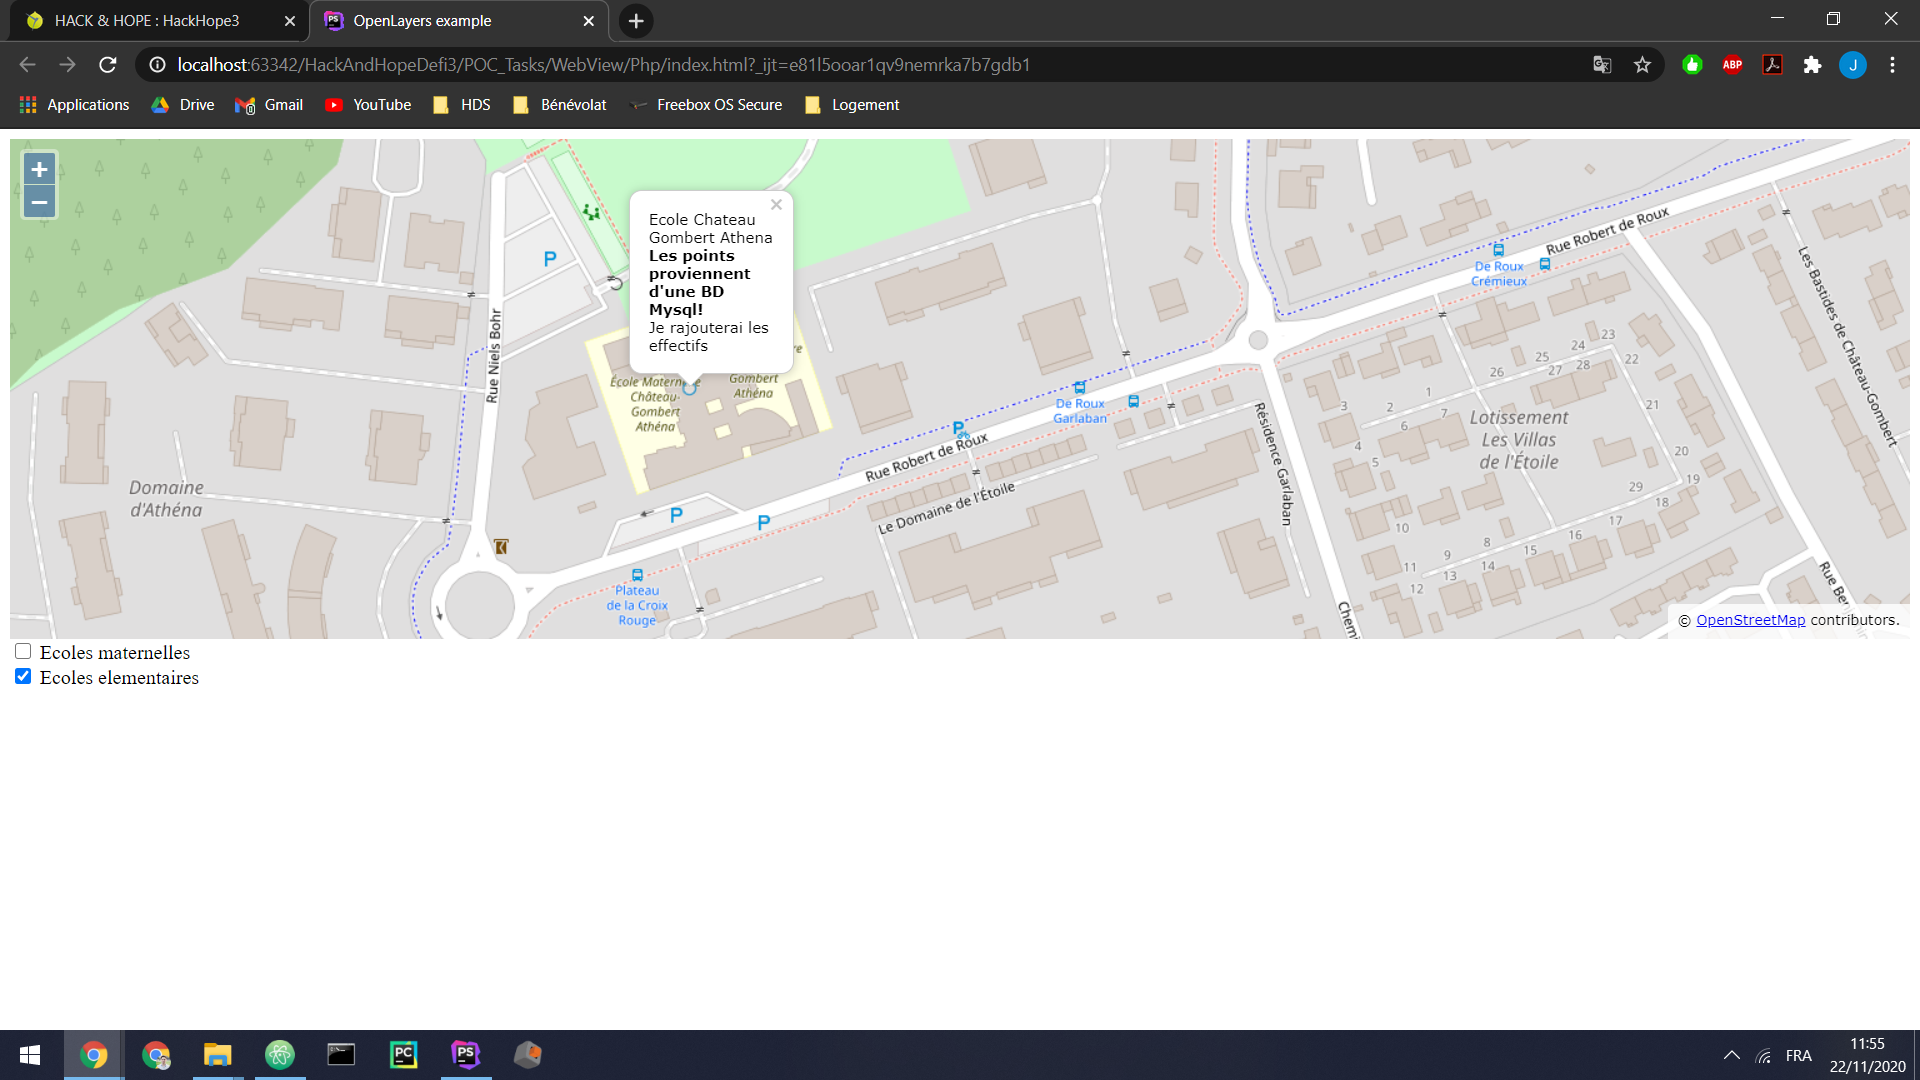 HACK & HOPE : HackHope3
OpenLayers example
localhost:63342/HackAndHopeDefi3/POC_Tasks/WebView/Php/index.html?_ijt=e81l5ooar1qv9nemrka7b7gdb1
ABP
J
Applications
Drive
Gmail
YouTube
HDS
Bénévolat
Freebox OS Secure
Logement
+
−
Ecole Chateau
Gombert Athena
Les points
proviennent
d'une BD
Mysql!
Je rajouterai les
effectifs
P
Rue Niels Bohr
Château-
Gombert
Athéna
Gombert
Athéna
Domaine
d'Athéna
P
P
P
Plateau
de la Croix
Rouge
Rue Robert de Roux
Le Domaine de l'Étoile
De Roux
Garlaban
Résidence Garlaban
De Roux
Crémieux
Rue Robert de Roux
Les Bastides de Château-Gombert
Lotissement
Les Villas
de l'Étoile
1
2
3
4
5
6
7
8
9
10
11
12
13
14
15
16
17
18
19
20
21
22
23
24
25
26
27
28
29
© OpenStreetMap contributors.
Ecoles maternelles
Ecoles elementaires
PC
PS
FRA
11:55
22/11/2020